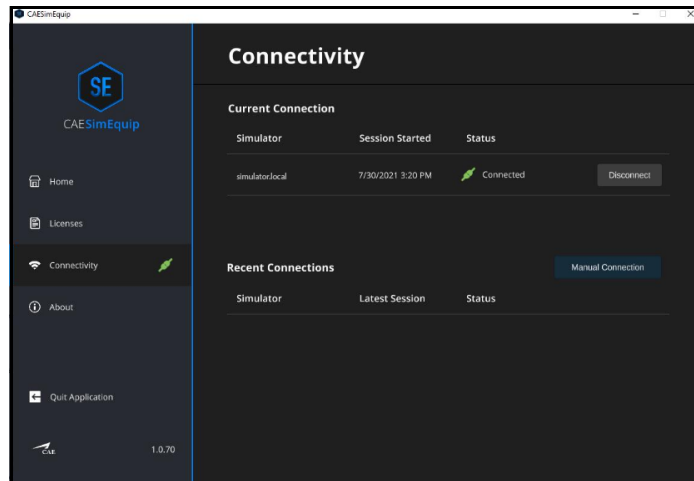 CAESimEquip
SE
CAESimEquip
Home
Licenses
Connectivity
About
Quit Application
CAE
1.0.70
Connectivity
Current Connection
Simulator Session Started Status
simulator.local 7/30/2021 3:20 PM Connected Disconnect
Recent Connections Manual Connection
Simulator Latest Session Status